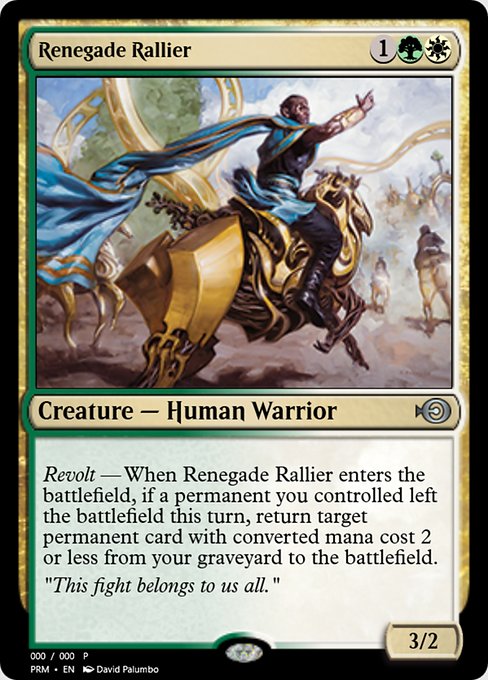 Renegade Rallier 1
Creature — Human Warrior
Revolt — When Renegade Rallier enters the
battlefield, if a permanent you controlled left
the battlefield this turn, return target
permanent card with converted mana cost 2
or less from your graveyard to the battlefield.
"This fight belongs to us all."
3/2
000 / 000 P
PRM • EN David Palumbo